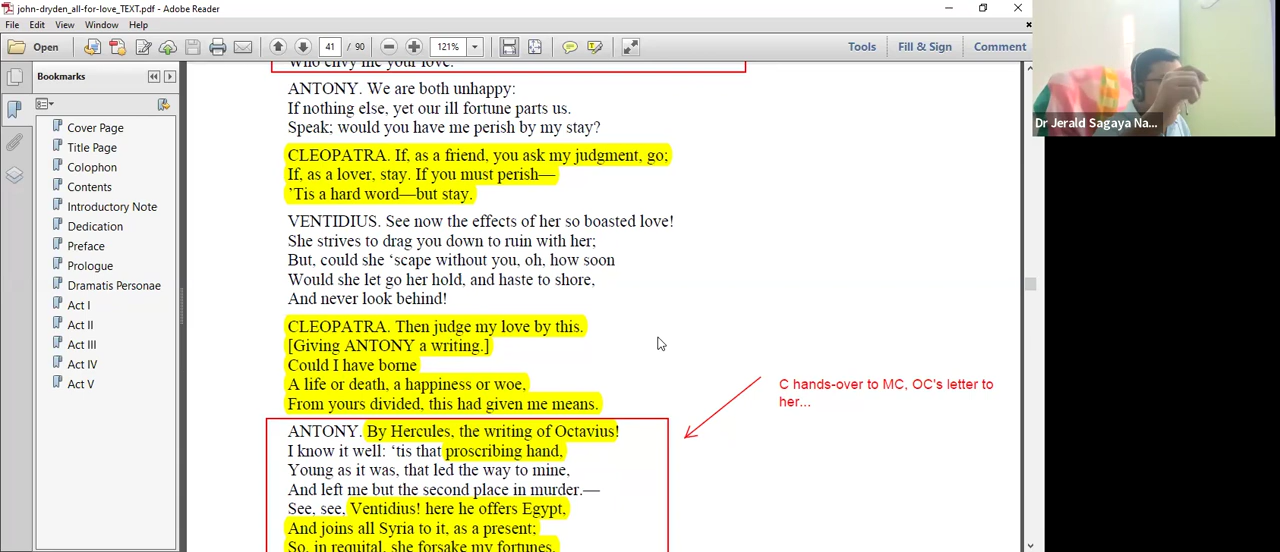 john-dryden_all-for-love_TEXT.pdf - Adobe Reader
File Edit View Window Help
Open 41 / 90 121% Tools Fill & Sign Comment
Bookmarks
Cover Page
Title Page
Colophon
Contents
Introductory Note
Dedication
Preface
Prologue
Dramatis Personae
Act I
Act II
Act III
Act IV
Act V
Who envy me your love.
ANTONY. We are both unhappy:
If nothing else, yet our ill fortune parts us.
Speak; would you have me perish by my stay?
CLEOPATRA. If, as a friend, you ask my judgment, go;
If, as a lover, stay. If you must perish—
’Tis a hard word—but stay.
VENTIDIUS. See now the effects of her so boasted love!
She strives to drag you down to ruin with her;
But, could she ‘scape without you, oh, how soon
Would she let go her hold, and haste to shore,
And never look behind!
CLEOPATRA. Then judge my love by this.
[Giving ANTONY a writing.]
Could I have borne
A life or death, a happiness or woe,
From yours divided, this had given me means.
ANTONY. By Hercules, the writing of Octavius!
I know it well: ‘tis that proscribing hand,
Young as it was, that led the way to mine,
And left me but the second place in murder.—
See, see, Ventidius! here he offers Egypt,
And joins all Syria to it, as a present;
So, in requital, she forsake my fortunes,
C hands-over to MC, OC's letter to
her...
Dr Jerald Sagaya Na...